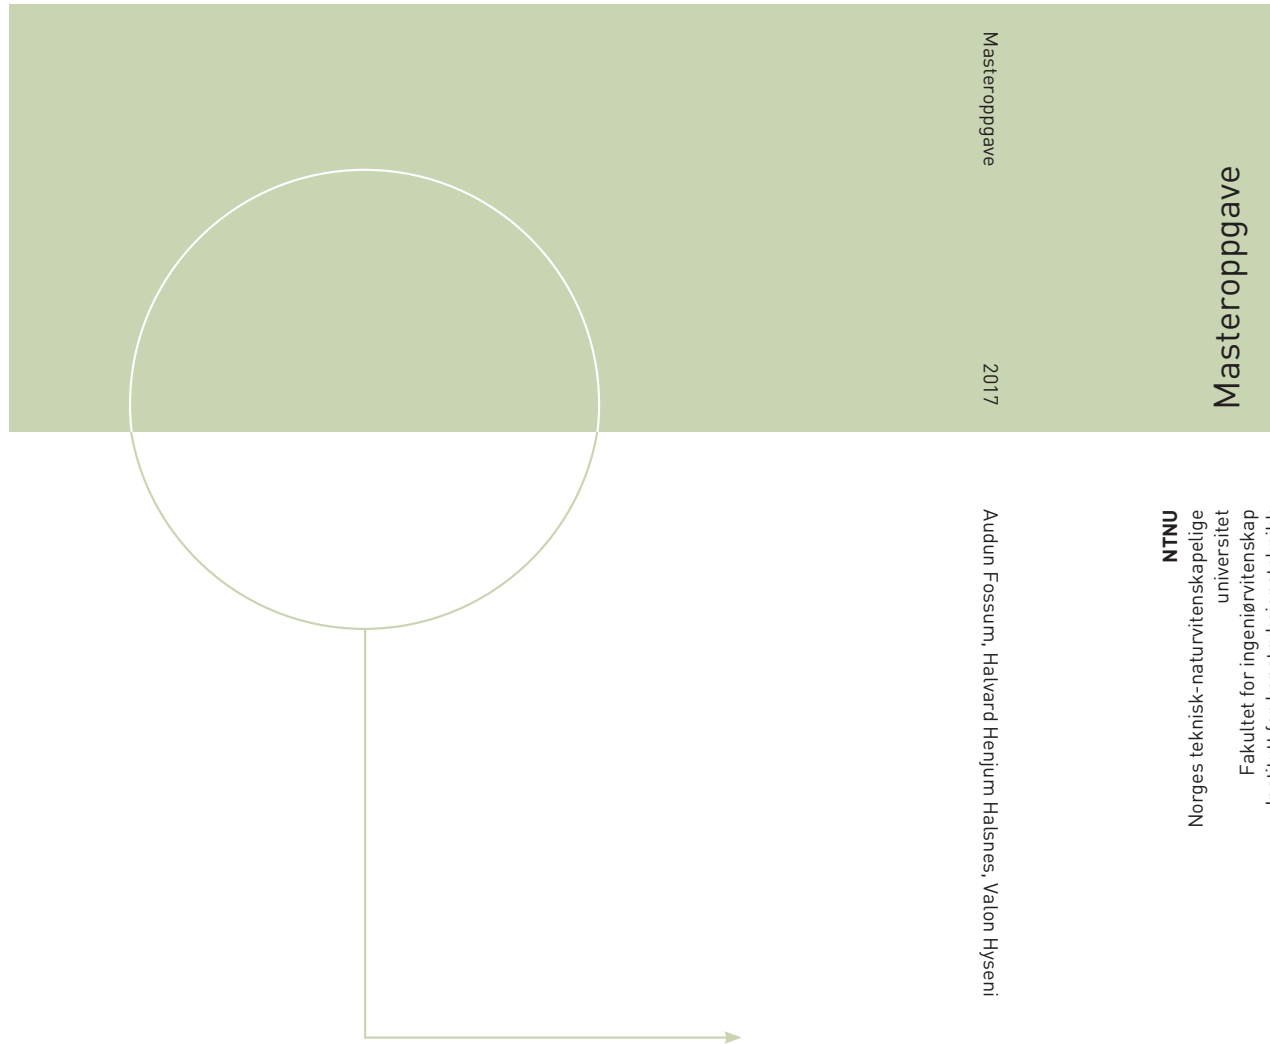 Masteroppgave
2017
Audun Fossum, Halvard Henjum Halsnes, Valon Hyseni
Masteroppgave
NTNU
Norges teknisk-naturvitenskapelige
universitet
Fakultet for ingeniørvitenskap